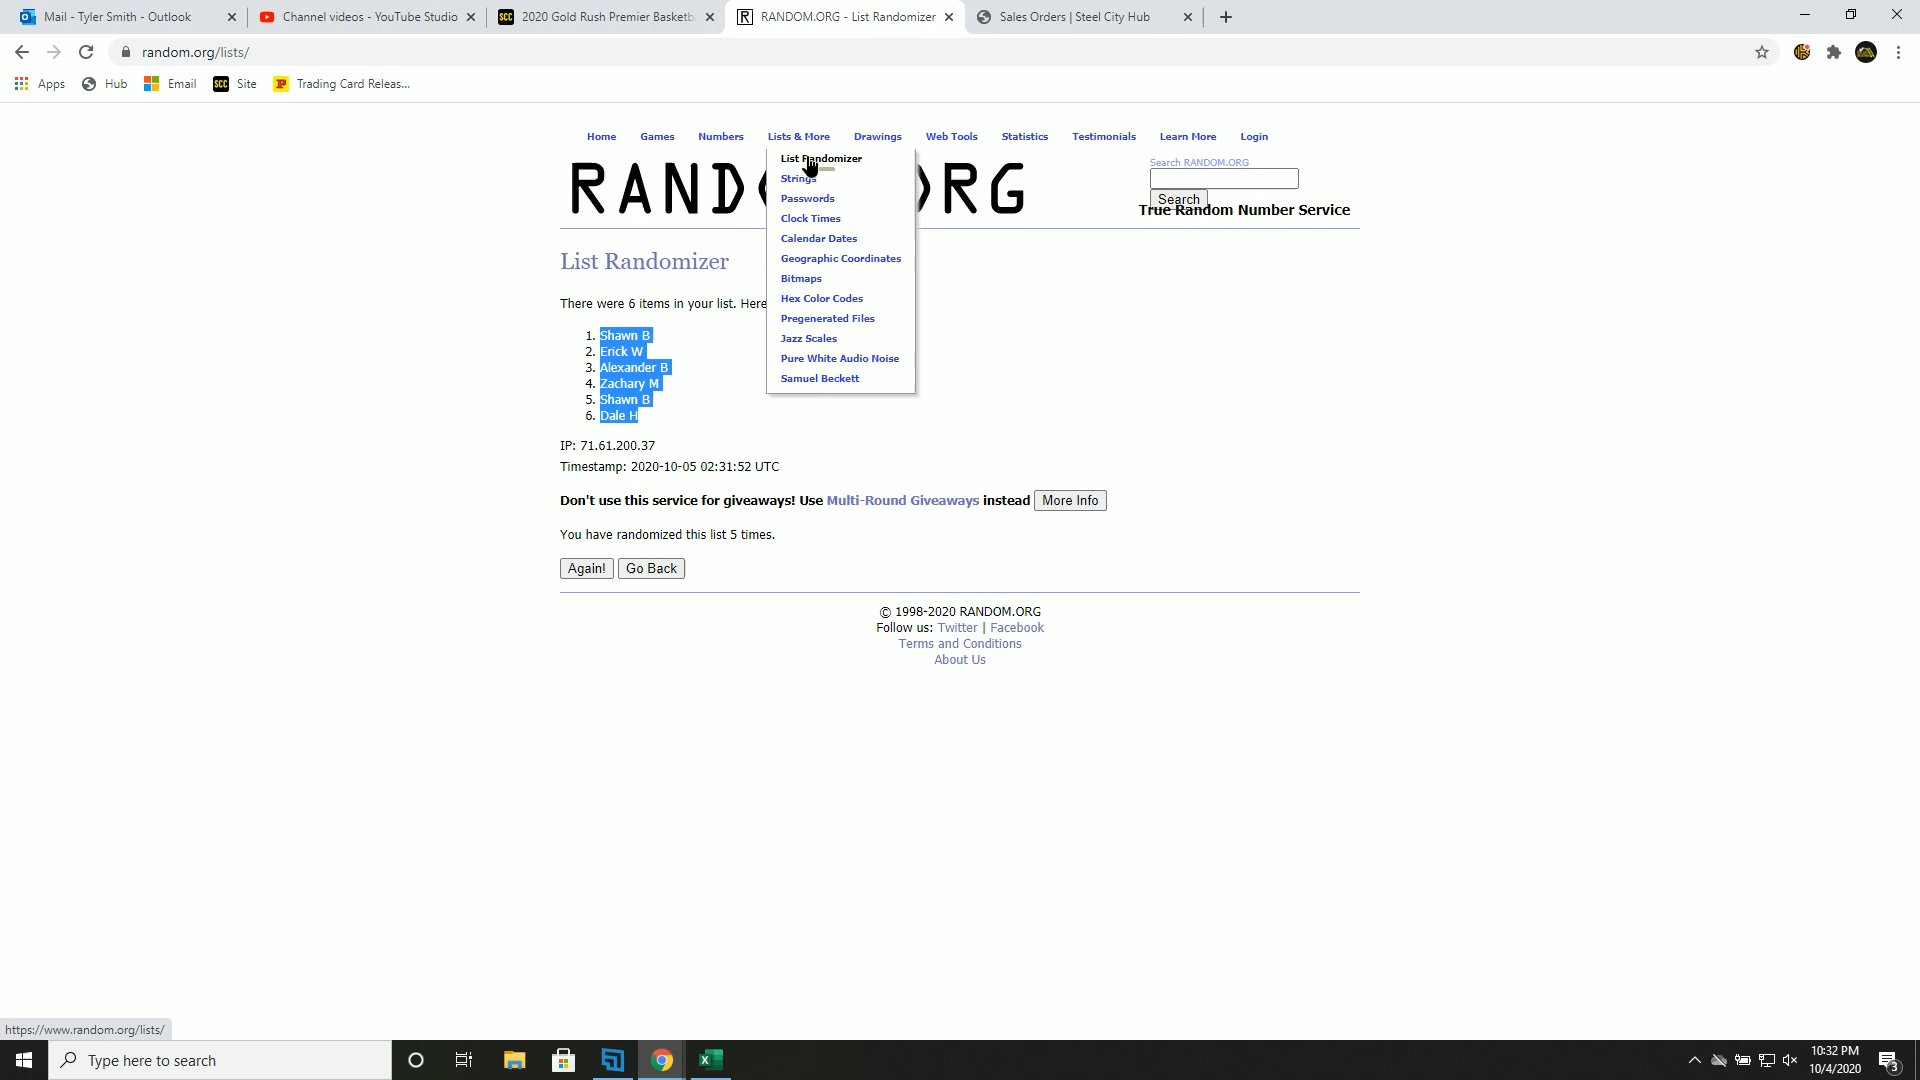 Mail - Tyler Smith - Outlook
Channel videos - YouTube Studio
SCC 2020 Gold Rush Premier Basketb
R RANDOM.ORG - List Randomizer
Sales Orders | Steel City Hub
random.org/lists/
Apps
Hub
Email
SCC Site
Trading Card Releas...
Home Games Numbers Lists & More Drawings Web Tools Statistics Testimonials Learn More Login
List Randomizer
Strings
Passwords
Clock Times
Calendar Dates
Geographic Coordinates
Bitmaps
Hex Color Codes
Pregenerated Files
Jazz Scales
Pure White Audio Noise
Samuel Beckett
RAND ORG
Search RANDOM.ORG
Search
True Random Number Service
List Randomizer
There were 6 items in your list. Here
1. Shawn B
2. Erick W
3. Alexander B
4. Zachary M
5. Shawn B
6. Dale H
IP: 71.61.200.37
Timestamp: 2020-10-05 02:31:52 UTC
Don't use this service for giveaways! Use Multi-Round Giveaways instead More Info
You have randomized this list 5 times.
Again! Go Back
© 1998-2020 RANDOM.ORG
Follow us: Twitter | Facebook
Terms and Conditions
About Us
https://www.random.org/lists/
Type here to search
10:32 PM
10/4/2020
3